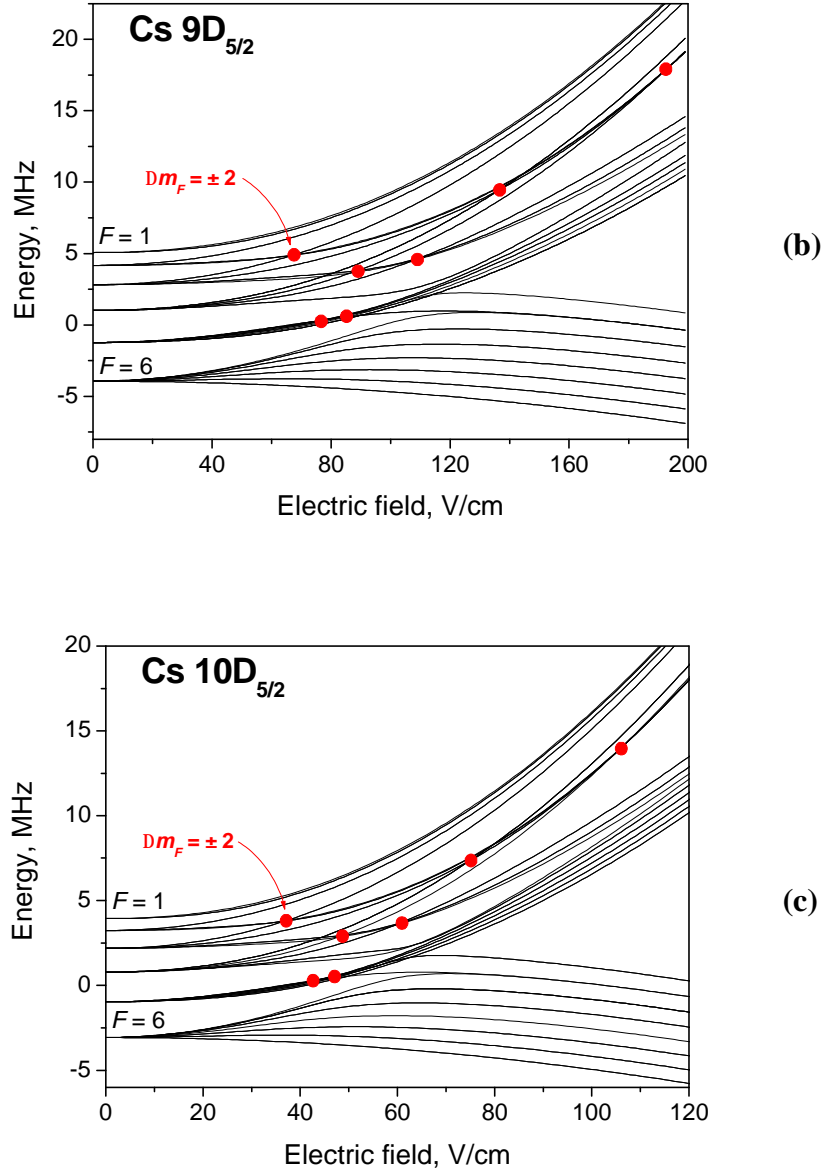 Cs 9D5/2
20
15
10
5
0
-5
Energy, MHz
Dm_F = ± 2
F = 1
F = 6
(b)
0 40 80 120 160 200
Electric field, V/cm
Cs 10D5/2
20
15
10
5
0
-5
Energy, MHz
Dm_F = ± 2
F = 1
F = 6
(c)
0 20 40 60 80 100 120
Electric field, V/cm